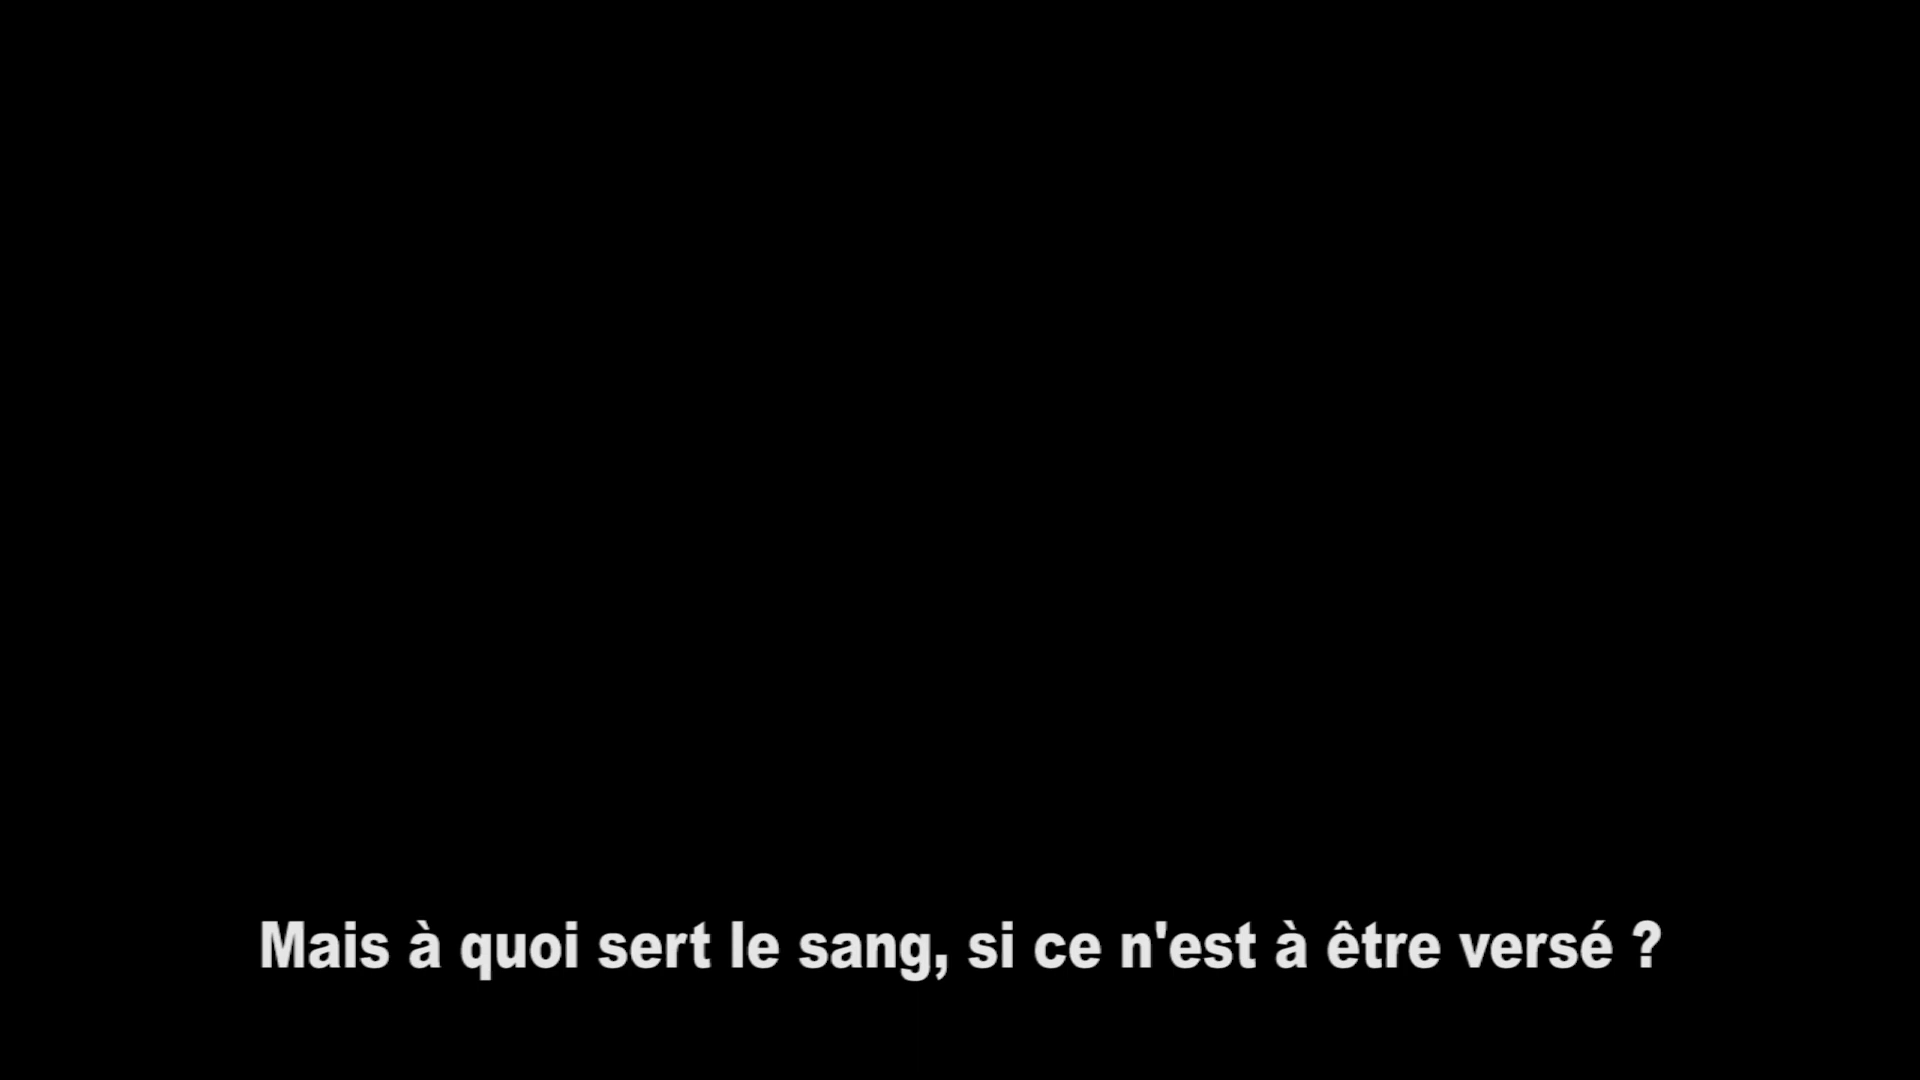 Mais à quoi sert le sang, si ce n'est à être versé ?